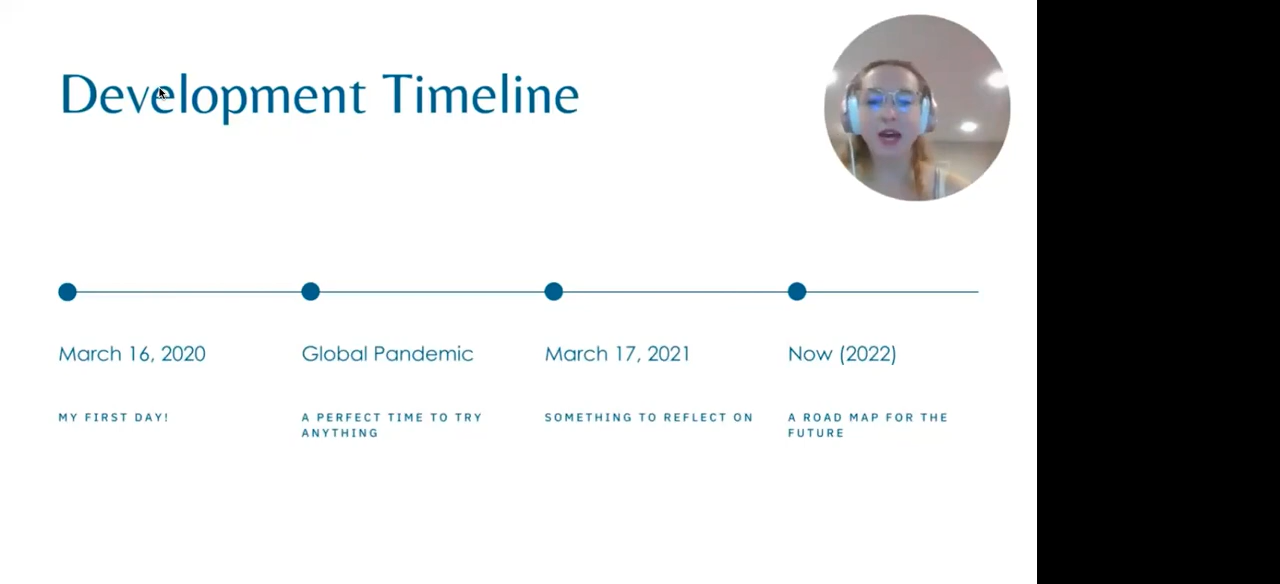 Development Timeline
March 16, 2020
Global Pandemic
March 17, 2021
Now (2022)
MY FIRST DAY!
A PERFECT TIME TO TRY
ANYTHING
SOMETHING TO REFLECT ON
A ROAD MAP FOR THE
FUTURE